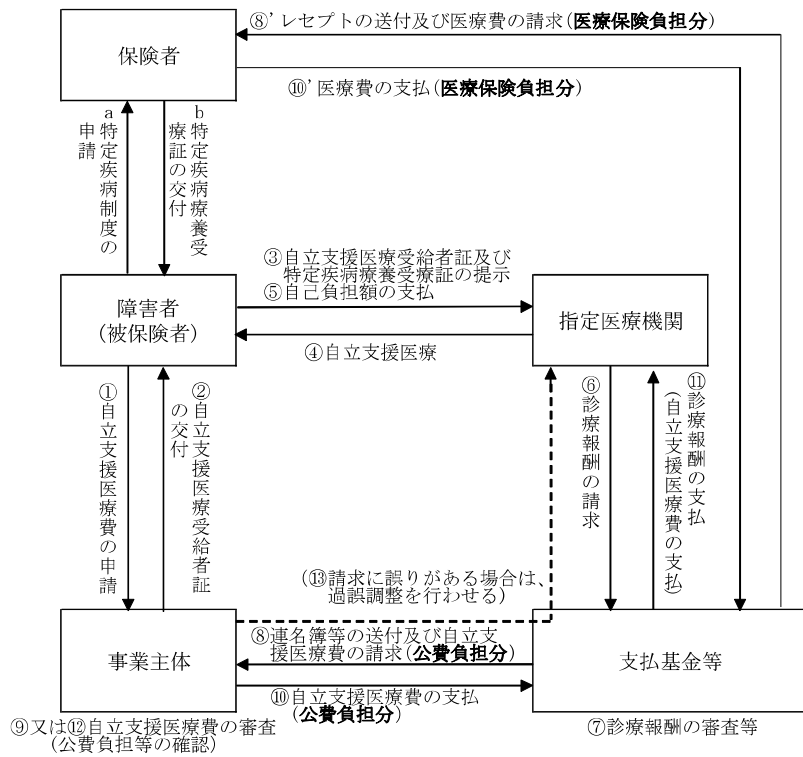 ⑧’レセプトの送付及び医療費の請求(医療保険負担分)
保険者
⑩’医療費の支払(医療保険負担分)
a特定疾病制度の
申請
b特定疾病療養受
療証の交付
③自立支援医療受給者証及び
特定疾病療養受療証の提示
⑤自己負担額の支払
障害者
(被保険者)
指定医療機関
④自立支援医療
①自立支援医療費の申請
②自立支援医療受給者証
の交付
⑥診療報酬の請求
⑪診療報酬の支払
(自立支援医療費の支払)
(⑬請求に誤りがある場合は、
過誤調整を行わせる)
事業主体
⑧連名簿等の送付及び自立支
援医療費の請求(公費負担分)
支払基金等
⑩自立支援医療費の支払
(公費負担分)
⑨又は⑫自立支援医療費の審査
(公費負担等の確認)
⑦診療報酬の審査等